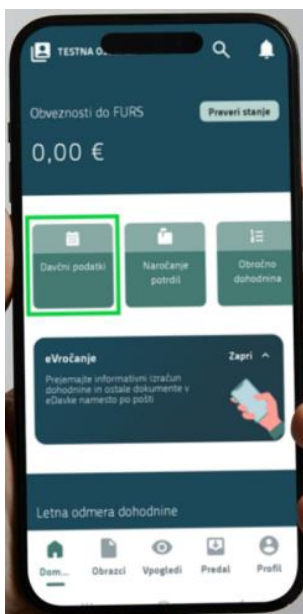 TESTNA O
Obveznosti do FURS
Preveri stanje
0,00 €
Davčni podatki
Naročanje
potrdil
Obročno
dohodnina
eVročanje
Zapri
Prejemajte informativni izračun
dohodnine in ostale dokumente v
eDavke namesto po pošti
Letna odmera dohodnine
Dom...
Obrazci
Vpogledi
Predal
Profil